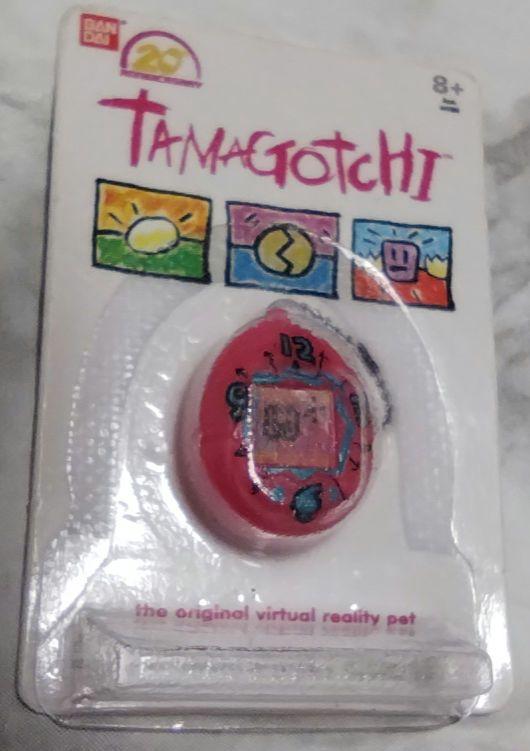 BAN
DAI
20
8+
TAMAGOTCHI
12
9
the original virtual reality pet